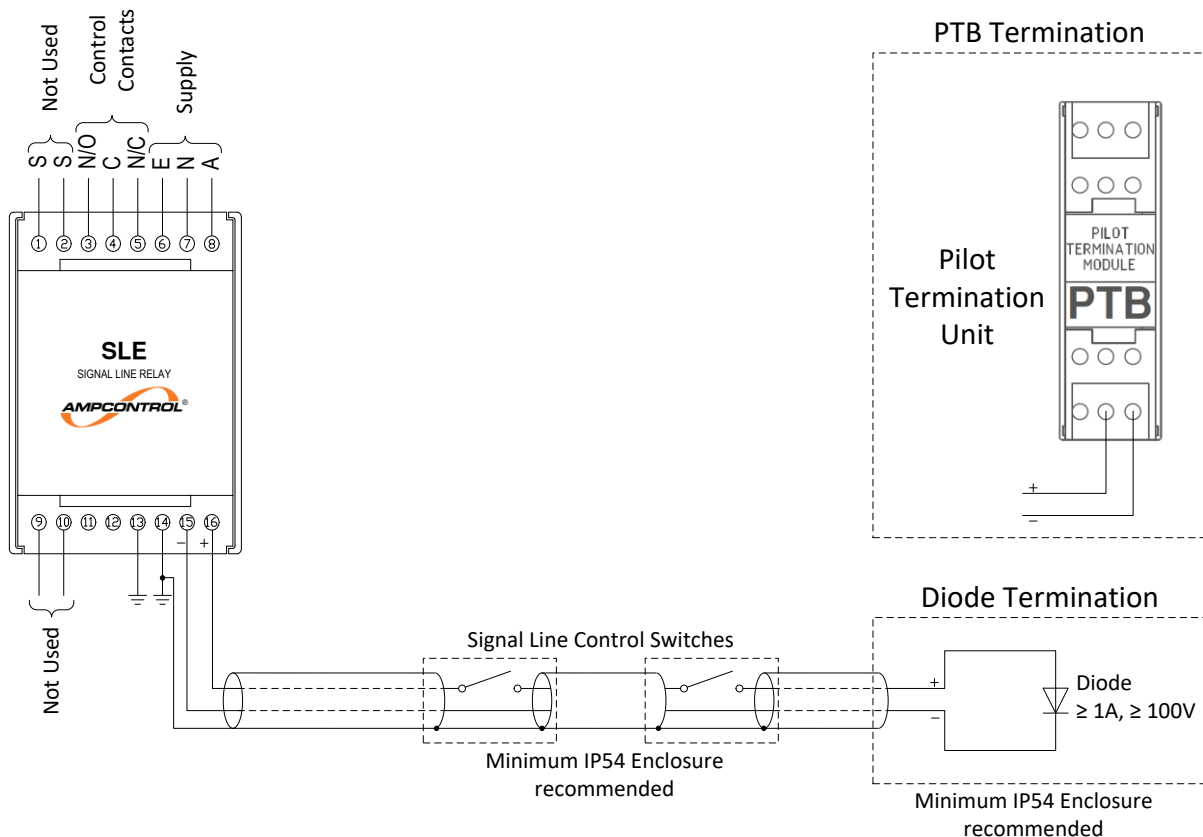 Not Used
Control
Contacts
Supply
S
S
N/O
C
N/C
E
N
A
1
2
3
4
5
6
7
8
SLE
SIGNAL LINE RELAY
AMPCONTROL®
9
10
11
12
13
14
15
16
−
+
Not Used
PTB Termination
Pilot
Termination
Unit
PILOT
TERMINATION
MODULE
PTB
+
−
Signal Line Control Switches
Minimum IP54 Enclosure
recommended
Diode Termination
+
−
Diode
≥ 1A, ≥ 100V
Minimum IP54 Enclosure
recommended